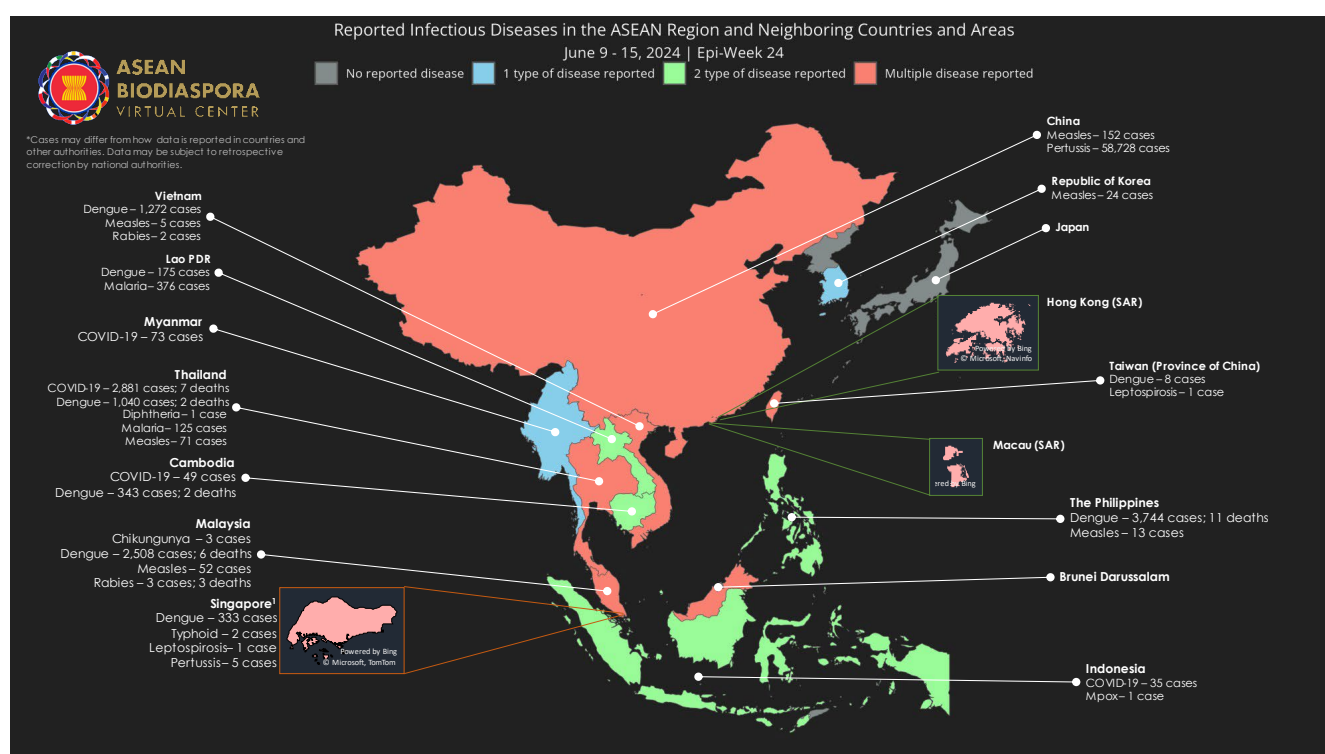 Reported Infectious Diseases in the ASEAN Region and Neighboring Countries and Areas
June 9 - 15, 2024 | Epi-Week 24
No reported disease
1 type of disease reported
2 type of disease reported
Multiple disease reported
ASEAN
BIODIASPORA
VIRTUAL CENTER
*Cases may differ from how data is reported in countries and
other authorities. Data may be subject to retrospective
correction by national authorities.
Vietnam
Dengue – 1,272 cases
Measles – 5 cases
Rabies – 2 cases
Lao PDR
Dengue – 175 cases
Malaria – 376 cases
Myanmar
COVID-19 – 73 cases
Thailand
COVID-19 – 2,881 cases; 7 deaths
Dengue – 1,040 cases; 2 deaths
Diphtheria – 1 case
Malaria – 125 cases
Measles – 71 cases
Cambodia
COVID-19 – 49 cases
Dengue – 343 cases; 2 deaths
Malaysia
Chikungunya – 3 cases
Dengue – 2,508 cases; 6 deaths
Measles – 52 cases
Rabies – 3 cases; 3 deaths
Singapore¹
Dengue – 333 cases
Typhoid – 2 cases
Leptospirosis – 1 case
Pertussis – 5 cases
Powered by Bing
© Microsoft, TomTom
China
Measles – 152 cases
Pertussis – 58,728 cases
Republic of Korea
Measles – 24 cases
Japan
Hong Kong (SAR)
Powered by Bing
© Microsoft, Navinfo
Taiwan (Province of China)
Dengue – 8 cases
Leptospirosis – 1 case
Macau (SAR)
ered by Bing
The Philippines
Dengue – 3,744 cases; 11 deaths
Measles – 13 cases
Brunei Darussalam
Indonesia
COVID-19 – 35 cases
Mpox – 1 case